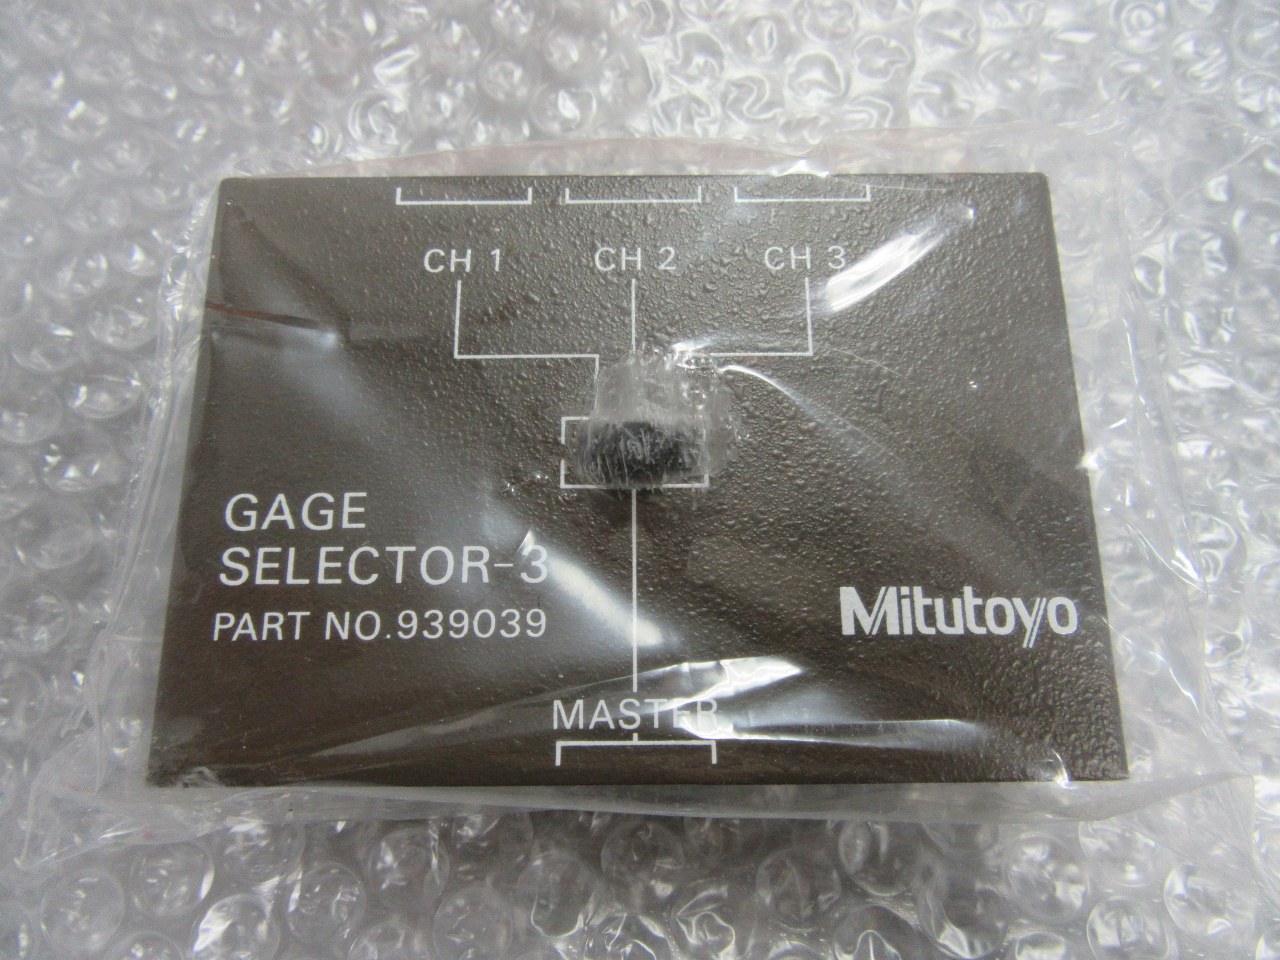 CH 1 CH 2 CH 3
GAGE
SELECTOR-3
PART NO.939039
Mitutoyo
MASTER